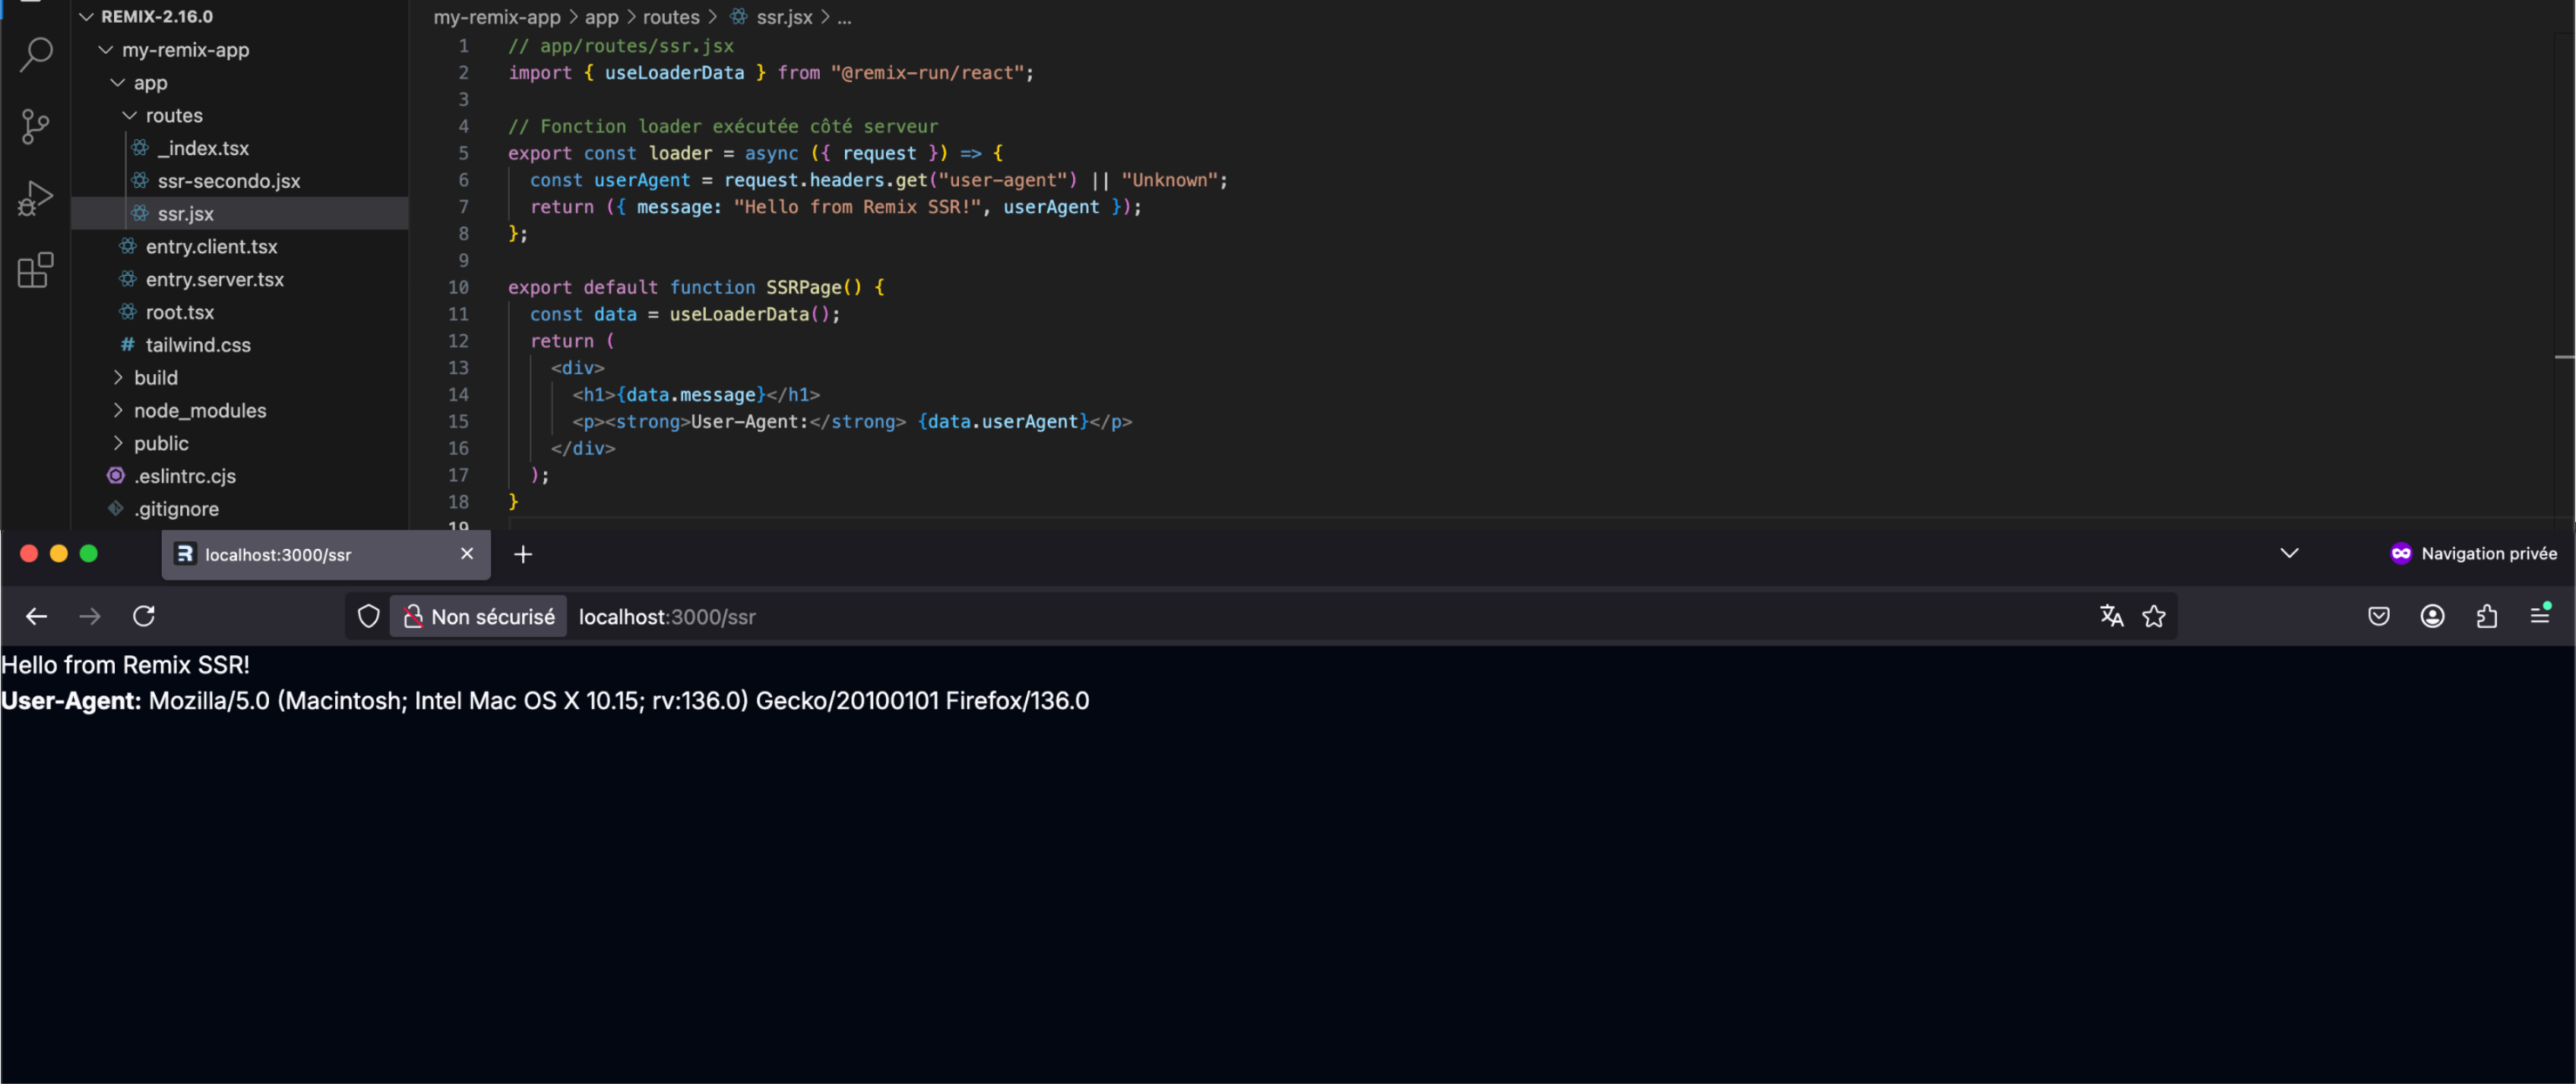 REMIX-2.16.0
my-remix-app
app
routes
_index.tsx
ssr-secondo.jsx
ssr.jsx
entry.client.tsx
entry.server.tsx
root.tsx
# tailwind.css
build
node_modules
public
.eslintrc.cjs
.gitignore
my-remix-app > app > routes > ssr.jsx > ...
1 // app/routes/ssr.jsx
2 import { useLoaderData } from "@remix-run/react";
3
4 // Fonction loader exécutée côté serveur
5 export const loader = async ({ request }) => {
6 const userAgent = request.headers.get("user-agent") || "Unknown";
7 return ({ message: "Hello from Remix SSR!", userAgent });
8 };
9
10 export default function SSRPage() {
11 const data = useLoaderData();
12 return (
13 <div>
14 <h1>{data.message}</h1>
15 <p><strong>User-Agent:</strong> {data.userAgent}</p>
16 </div>
17 );
18 }
19
localhost:3000/ssr
Navigation privée
Non sécurisé localhost:3000/ssr
Hello from Remix SSR!
User-Agent: Mozilla/5.0 (Macintosh; Intel Mac OS X 10.15; rv:136.0) Gecko/20100101 Firefox/136.0